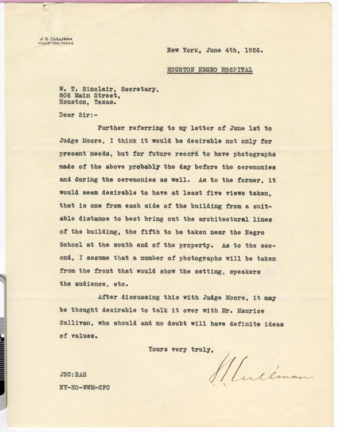 J. S. CULLINAN
HOUSTON, TEXAS
New York, June 4th, 1926.
HOUSTON NEGRO HOSPITAL
W. T. Sinclair, Secretary,
806 Main Street,
Houston, Texas.
Dear Sir:-
Further referring to my letter of June 1st to
Judge Moore, I think it would be desirable not only for
present needs, but for future record to have photographs
made of the above probably the day before the ceremonies
and during the ceremonies as well. As to the former, it
would seem desirable to have at least five views taken,
that is one from each side of the building from a suit-
able distance to best bring out the architectural lines
of the building, the fifth to be taken near the Negro
School at the south end of the property. As to the sec-
ond, I assume that a number of photographs will be taken
from the front that would show the setting, speakers
the audience, etc.
After discussing this with Judge Moore, it may
be thought desirable to talk it over with Mr. Maurice
Sullivan, who should and no doubt will have definite ideas
of values.
Yours very truly,
J S Cullinan
JSC:RAS
NY-HO-WWM-CFC